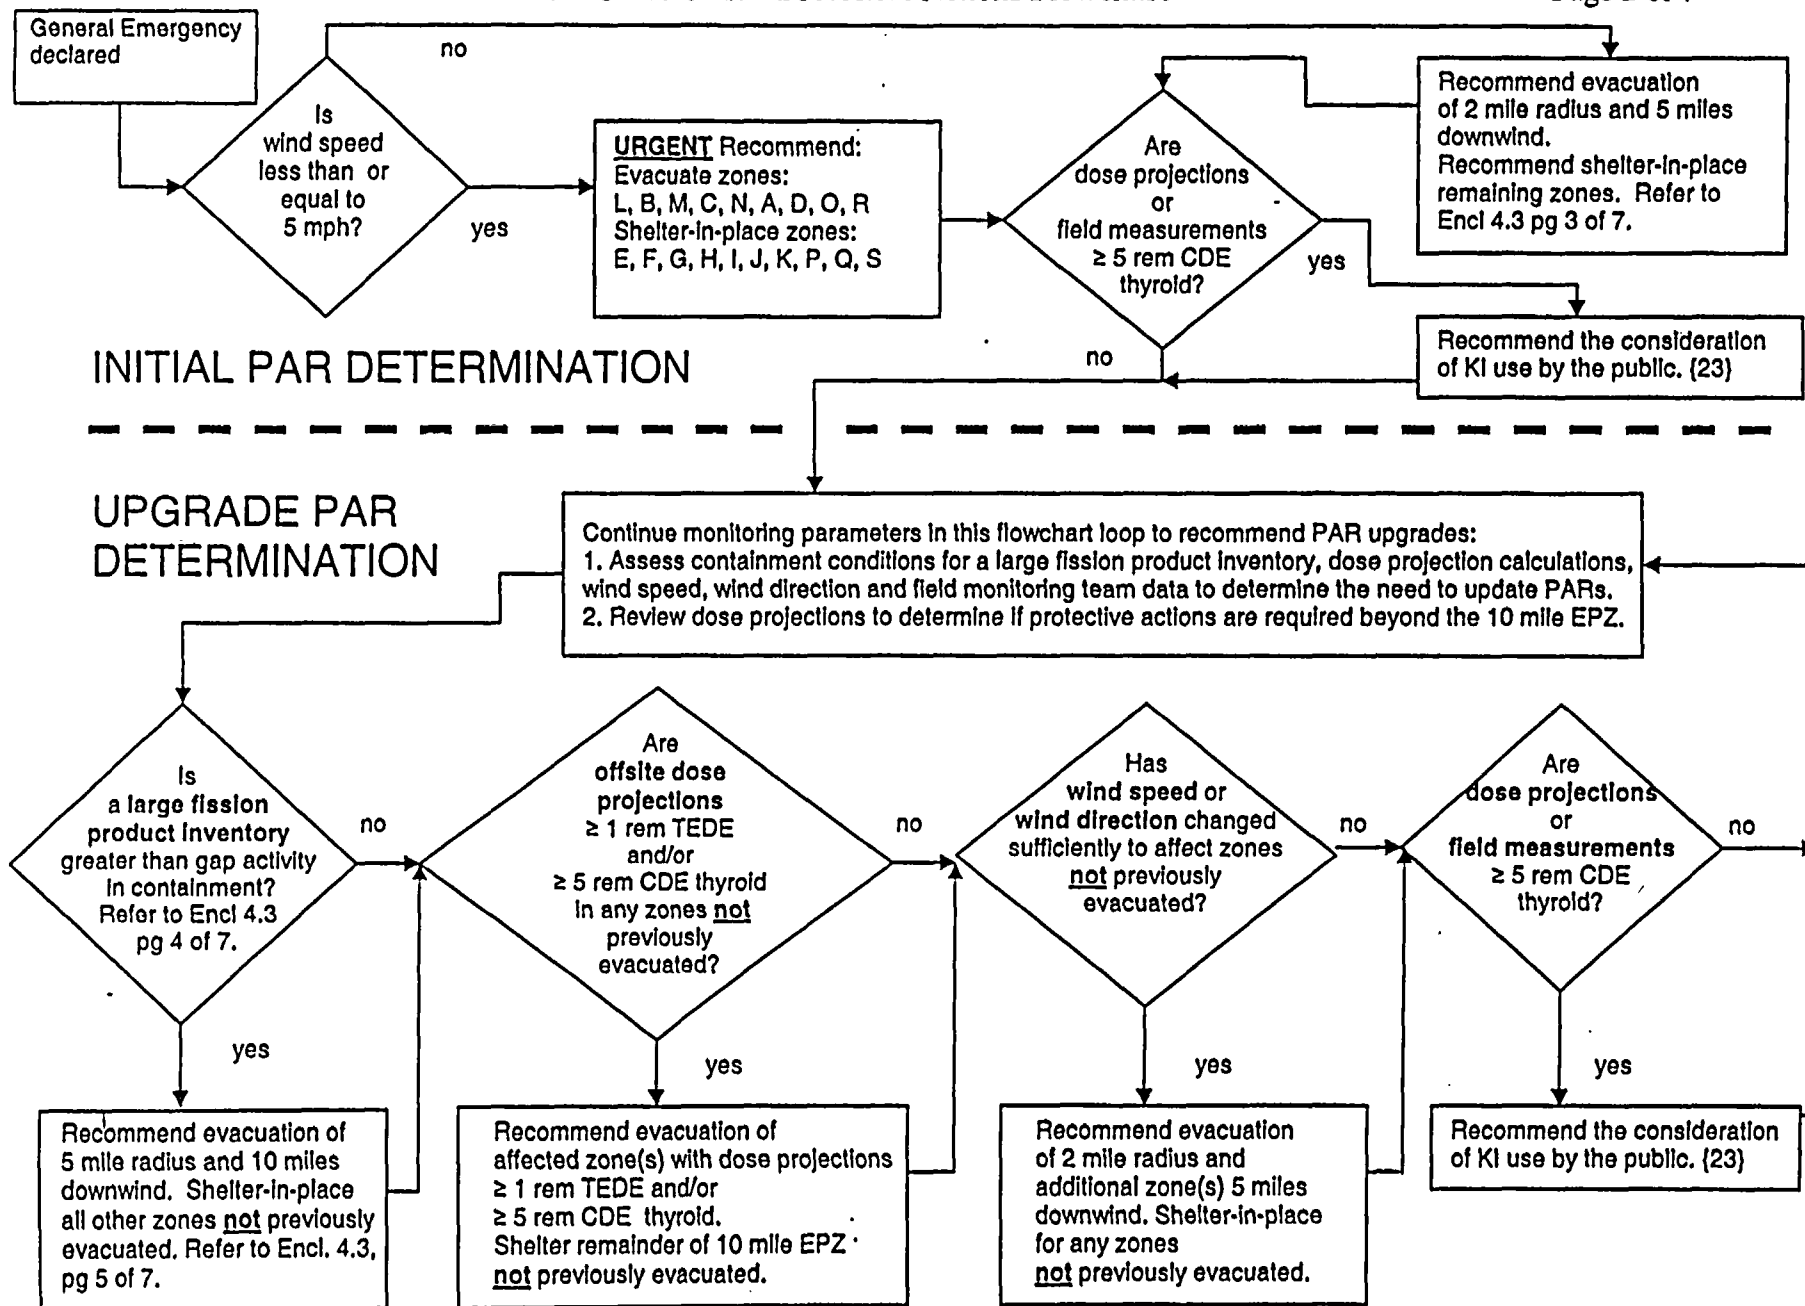 General Emergency
declared
no
Is
wind speed
less than or
equal to
5 mph?
yes
URGENT Recommend:
Evacuate zones:
L, B, M, C, N, A, D, O, R
Shelter-in-place zones:
E, F, G, H, I, J, K, P, Q, S
Are
dose projections
or
field measurements
≥ 5 rem CDE
thyroid?
yes
no
Recommend evacuation
of 2 mile radius and 5 miles
downwind.
Recommend shelter-in-place
remaining zones. Refer to
Encl 4.3 pg 3 of 7.
Recommend the consideration
of KI use by the public. {23}
INITIAL PAR DETERMINATION
UPGRADE PAR
DETERMINATION
Continue monitoring parameters in this flowchart loop to recommend PAR upgrades:
1. Assess containment conditions for a large fission product inventory, dose projection calculations,
wind speed, wind direction and field monitoring team data to determine the need to update PARs.
2. Review dose projections to determine if protective actions are required beyond the 10 mile EPZ.
Is
a large fission
product inventory
greater than gap activity
in containment?
Refer to Encl 4.3
pg 4 of 7.
no
yes
Are
offsite dose
projections
≥ 1 rem TEDE
and/or
≥ 5 rem CDE thyroid
in any zones not
previously
evacuated?
no
yes
Has
wind speed or
wind direction changed
sufficiently to affect zones
not previously
evacuated?
no
yes
Are
dose projections
or
field measurements
≥ 5 rem CDE
thyroid?
no
yes
Recommend evacuation of
5 mile radius and 10 miles
downwind. Shelter-in-place
all other zones not previously
evacuated. Refer to Encl. 4.3,
pg 5 of 7.
Recommend evacuation of
affected zone(s) with dose projections
≥ 1 rem TEDE and/or
≥ 5 rem CDE thyroid.
Shelter remainder of 10 mile EPZ
not previously evacuated.
Recommend evacuation
of 2 mile radius and
additional zone(s) 5 miles
downwind. Shelter-in-place
for any zones
not previously evacuated.
Recommend the consideration
of KI use by the public. {23}